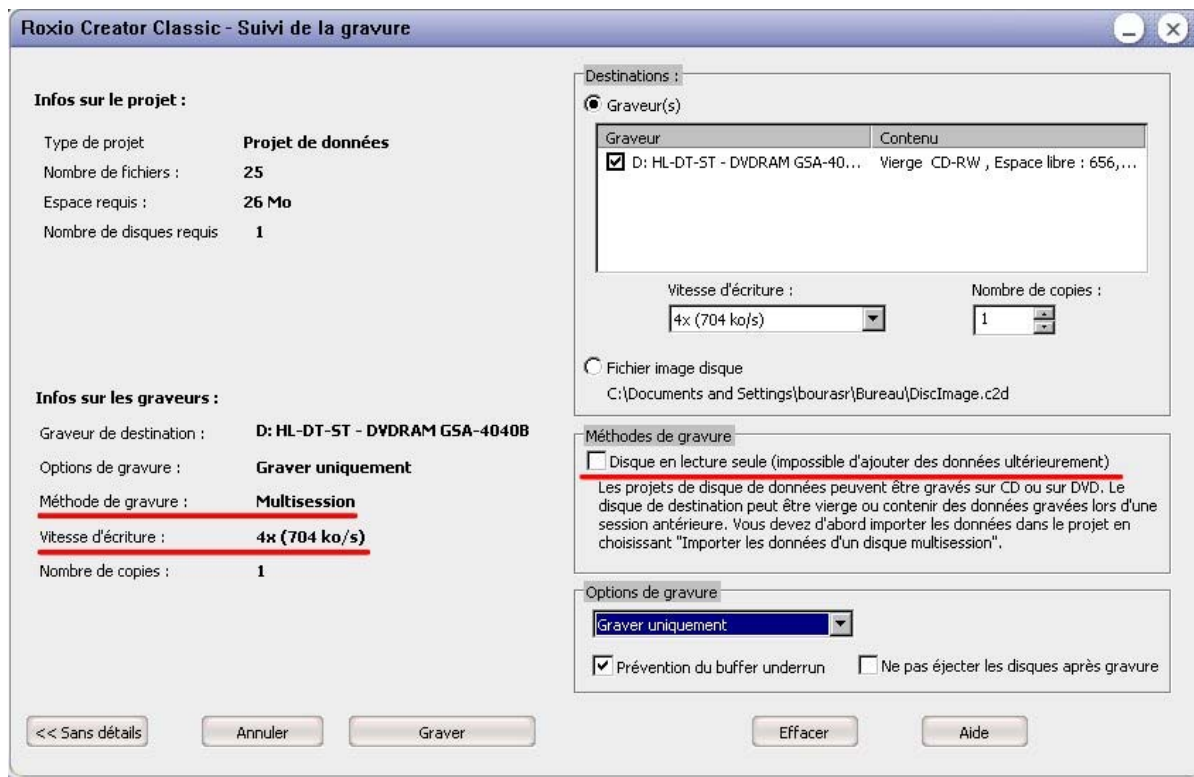 Roxio Creator Classic - Suivi de la gravure
Infos sur le projet :
Type de projet Projet de données
Nombre de fichiers : 25
Espace requis : 26 Mo
Nombre de disques requis 1
Infos sur les graveurs :
Graveur de destination : D: HL-DT-ST - DVDRAM GSA-4040B
Options de gravure : Graver uniquement
Méthode de gravure : Multisession
Vitesse d'écriture : 4x (704 ko/s)
Nombre de copies : 1
Destinations :
Graveur(s)
Graveur Contenu
D: HL-DT-ST - DVDRAM GSA-40... Vierge CD-RW , Espace libre : 656,...
Vitesse d'écriture : Nombre de copies :
4x (704 ko/s) 1
Fichier image disque
C:\Documents and Settings\bourasr\Bureau\DiscImage.c2d
Méthodes de gravure
Disque en lecture seule (impossible d'ajouter des données ultérieurement)
Les projets de disque de données peuvent être gravés sur CD ou sur DVD. Le
disque de destination peut être vierge ou contenir des données gravées lors d'une
session antérieure. Vous devez d'abord importer les données dans le projet en
choisissant "Importer les données d'un disque multisession".
Options de gravure
Graver uniquement
Prévention du buffer underrun Ne pas éjecter les disques après gravure
<< Sans détails Annuler Graver Effacer Aide